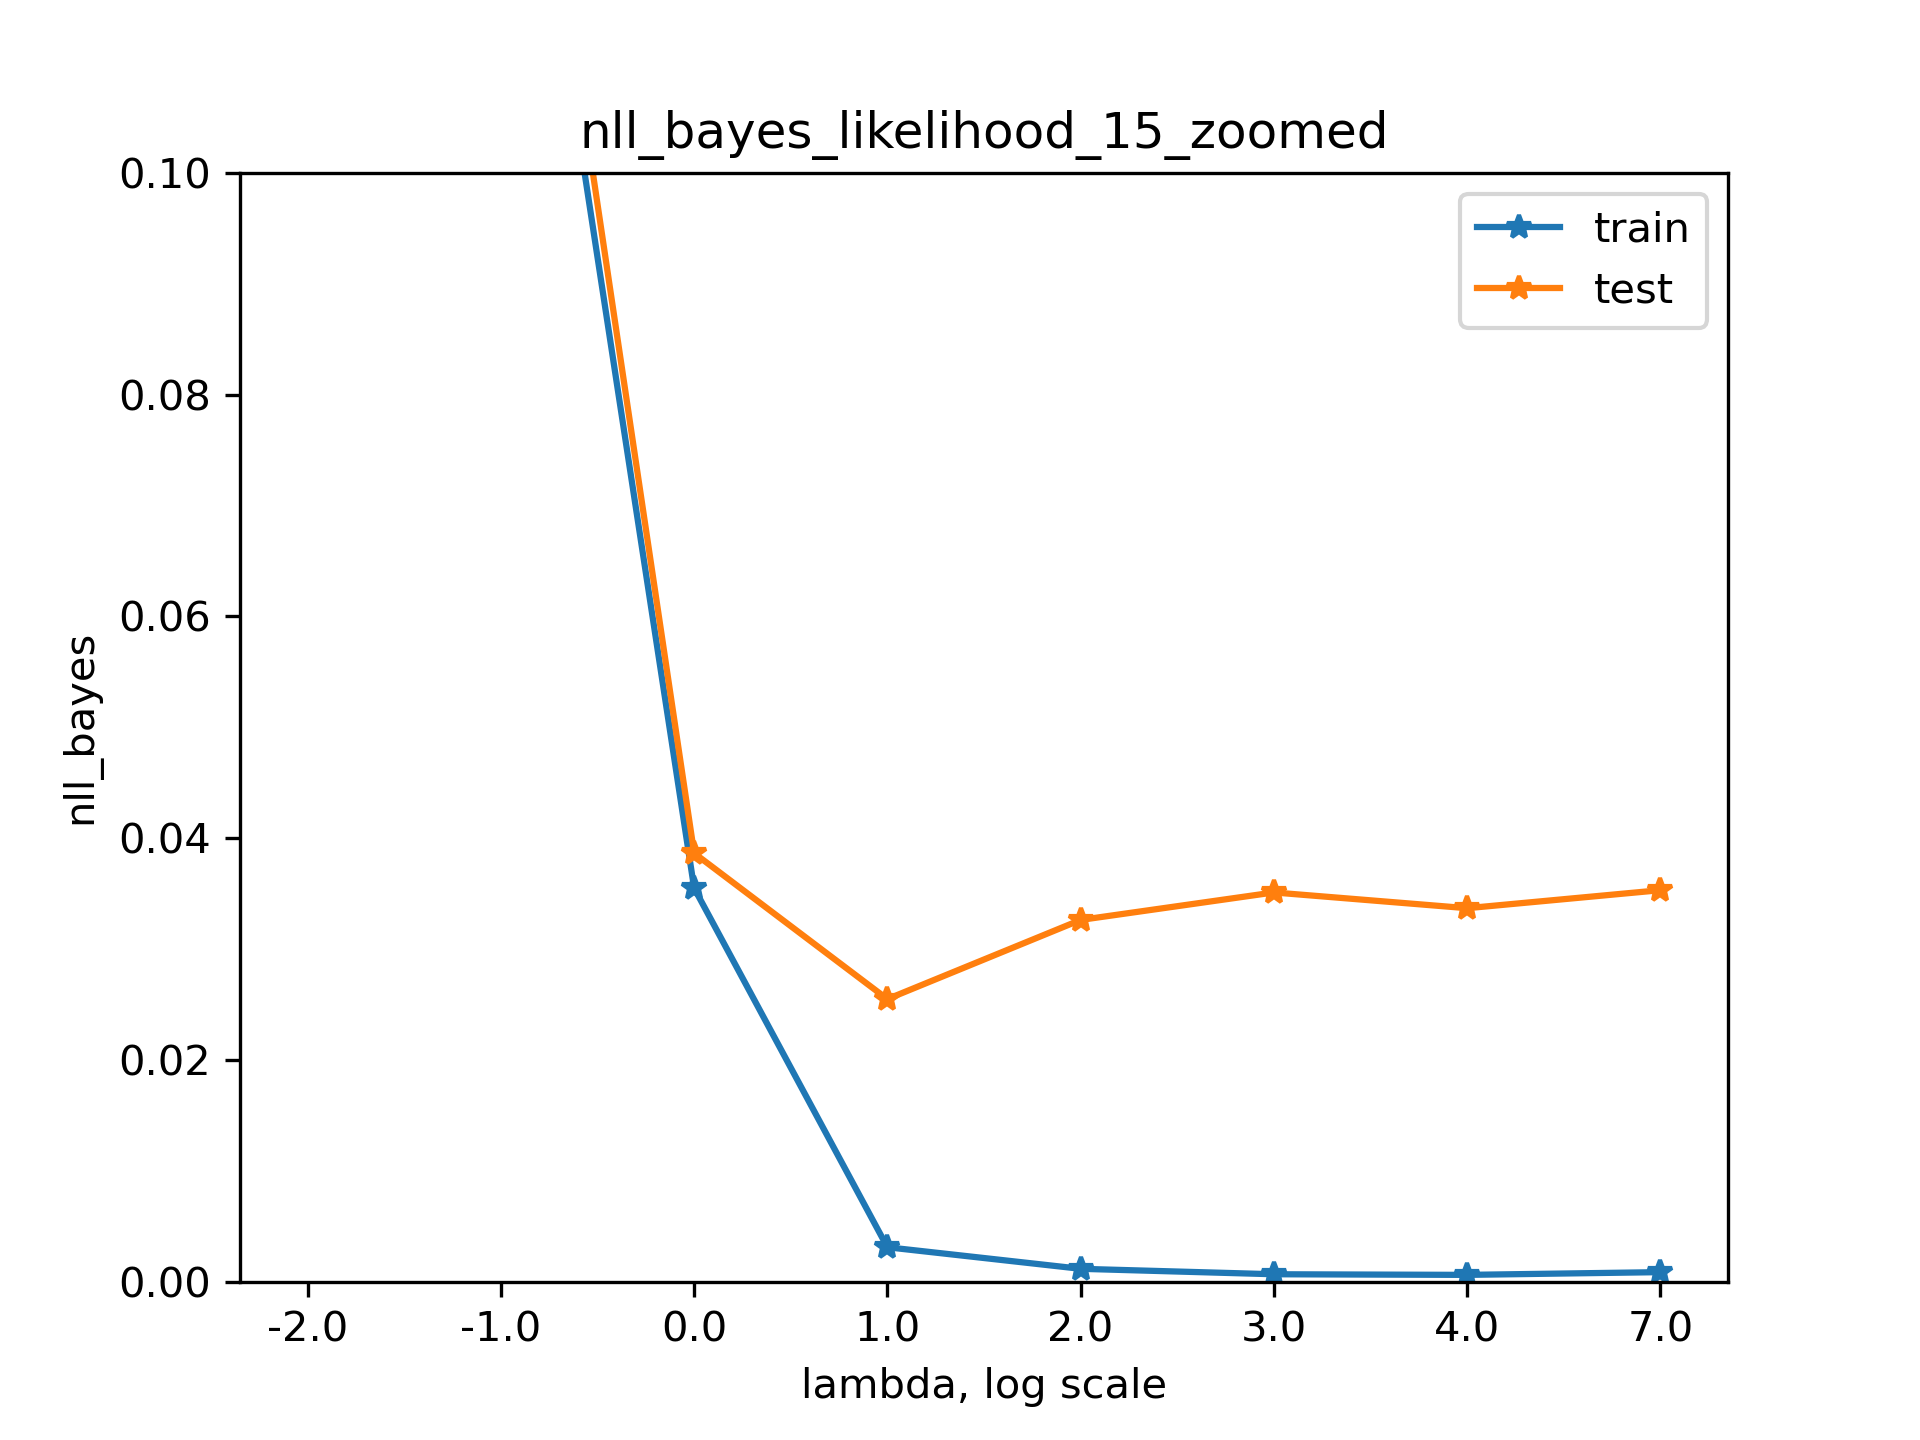 nll_bayes_likelihood_15_zoomed
0.10
0.08
0.06
0.04
0.02
0.00
nll_bayes
train
test
-2.0 -1.0 0.0 1.0 2.0 3.0 4.0 7.0
lambda, log scale